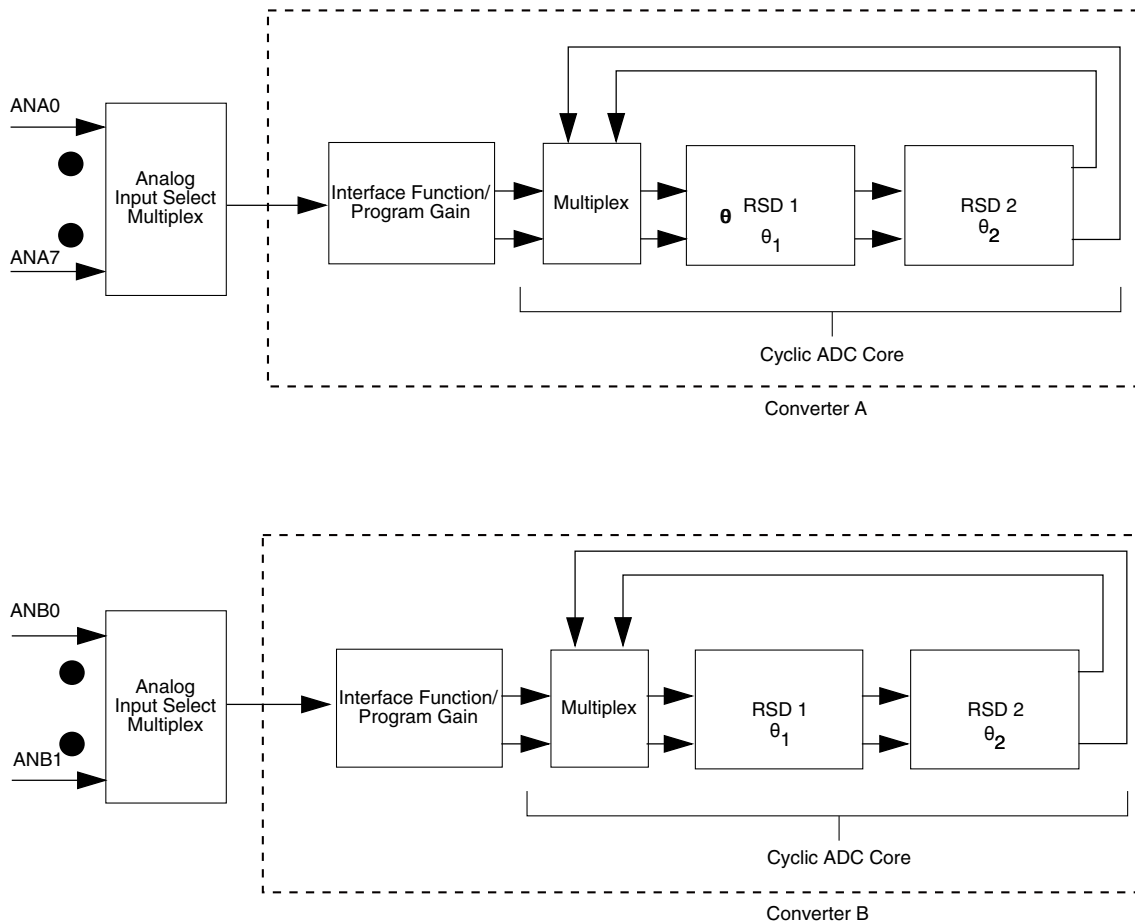 ANA0
ANA7
Analog
Input Select
Multiplex
Interface Function/
Program Gain
Multiplex
RSD 1
θ
θ1
RSD 2
θ2
Cyclic ADC Core
Converter A
ANB0
ANB1
Analog
Input Select
Multiplex
Interface Function/
Program Gain
Multiplex
RSD 1
θ1
RSD 2
θ2
Cyclic ADC Core
Converter B